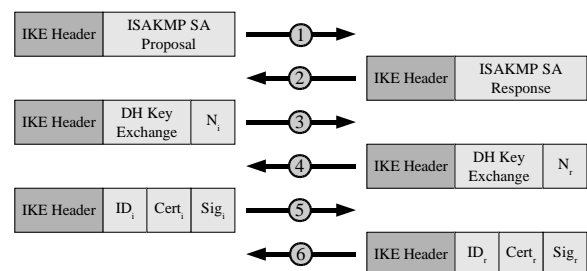 IKE Header ISAKMP SA Proposal 1
2 IKE Header ISAKMP SA Response
IKE Header DH Key Exchange Ni 3
4 IKE Header DH Key Exchange Nr
IKE Header IDi Certi Sigi 5
6 IKE Header IDr Certr Sigr